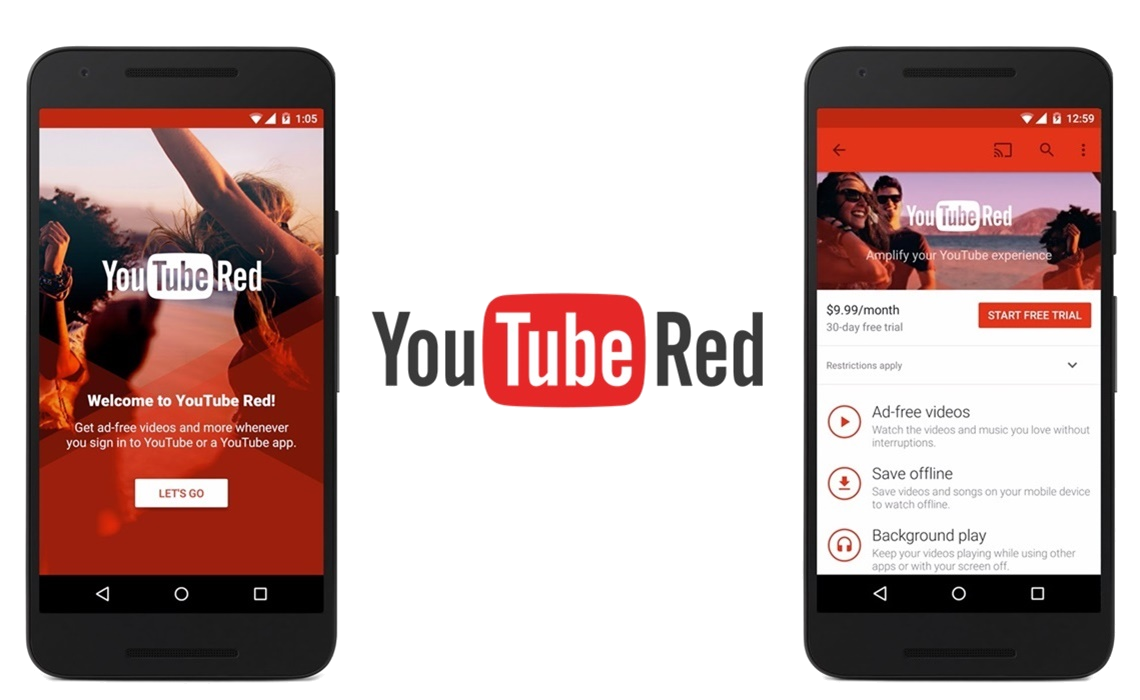 1:05
YouTube Red
Welcome to YouTube Red!
Get ad-free videos and more whenever
you sign in to YouTube or a YouTube app.
LET'S GO
YouTube Red
12:59
YouTube Red
Amplify your YouTube experience
$9.99/month
30-day free trial
START FREE TRIAL
Restrictions apply
Ad-free videos
Watch the videos and music you love without
interruptions.
Save offline
Save videos and songs on your mobile device
to watch offline.
Background play
Keep your videos playing while using other
apps or with your screen off.